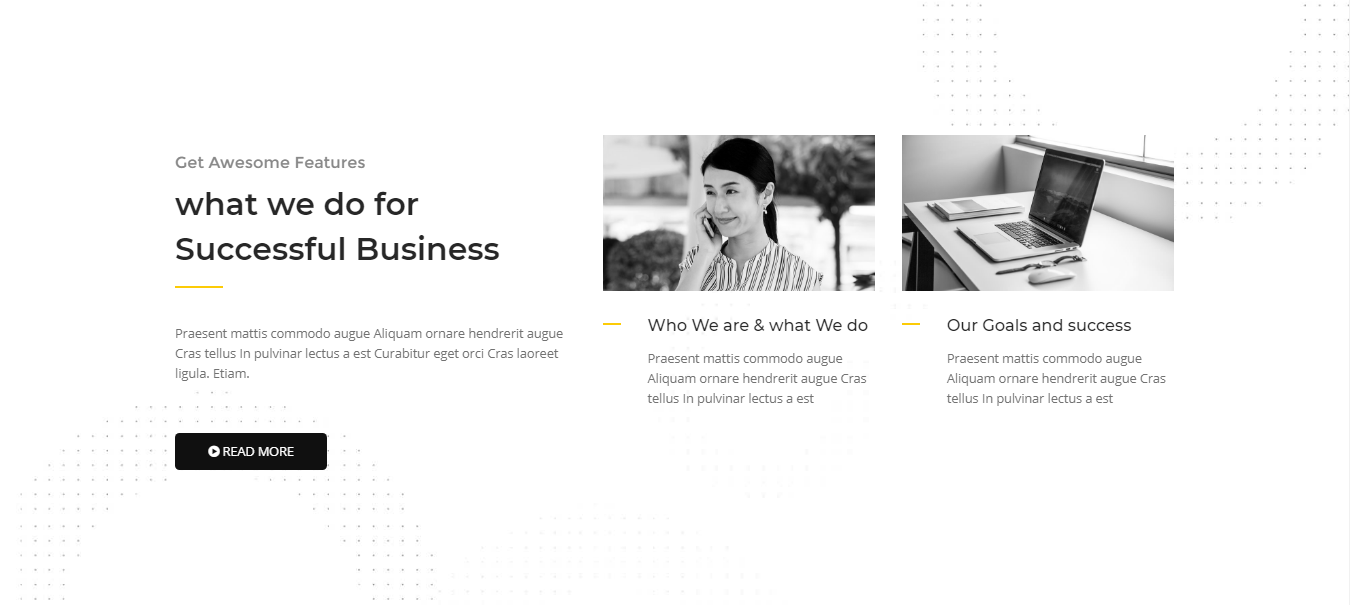 Get Awesome Features
what we do for
Successful Business
Praesent mattis commodo augue Aliquam ornare hendrerit augue
Cras tellus In pulvinar lectus a est Curabitur eget orci Cras laoreet
ligula. Etiam.
READ MORE
Who We are & what We do
Praesent mattis commodo augue
Aliquam ornare hendrerit augue Cras
tellus In pulvinar lectus a est
Our Goals and success
Praesent mattis commodo augue
Aliquam ornare hendrerit augue Cras
tellus In pulvinar lectus a est